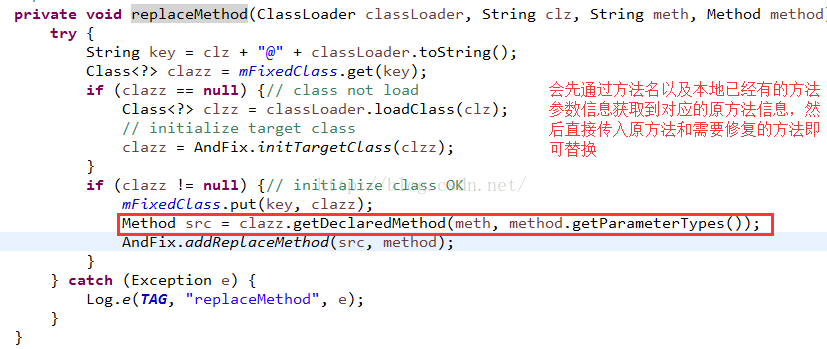 private void replaceMethod(ClassLoader classLoader, String clz, String meth, Method method)
try {
String key = clz + "@" + classLoader.toString();
Class<?> clazz = mFixedClass.get(key);
if (clazz == null) {// class not load
Class<?> clzz = classLoader.loadClass(clz);
// initialize target class
clazz = AndFix.initTargetClass(clzz);
}
if (clazz != null) {// initialize class OK
mFixedClass.put(key, clazz);
Method src = clazz.getDeclaredMethod(meth, method.getParameterTypes());
AndFix.addReplaceMethod(src, method);
}
} catch (Exception e) {
Log.e(TAG, "replaceMethod", e);
}
}
会先通过方法名以及本地已经有的方法
参数信息获取到对应的原方法信息，然
后直接传入原方法和需要修复的方法即
可替换
http://blog.csdn.net/